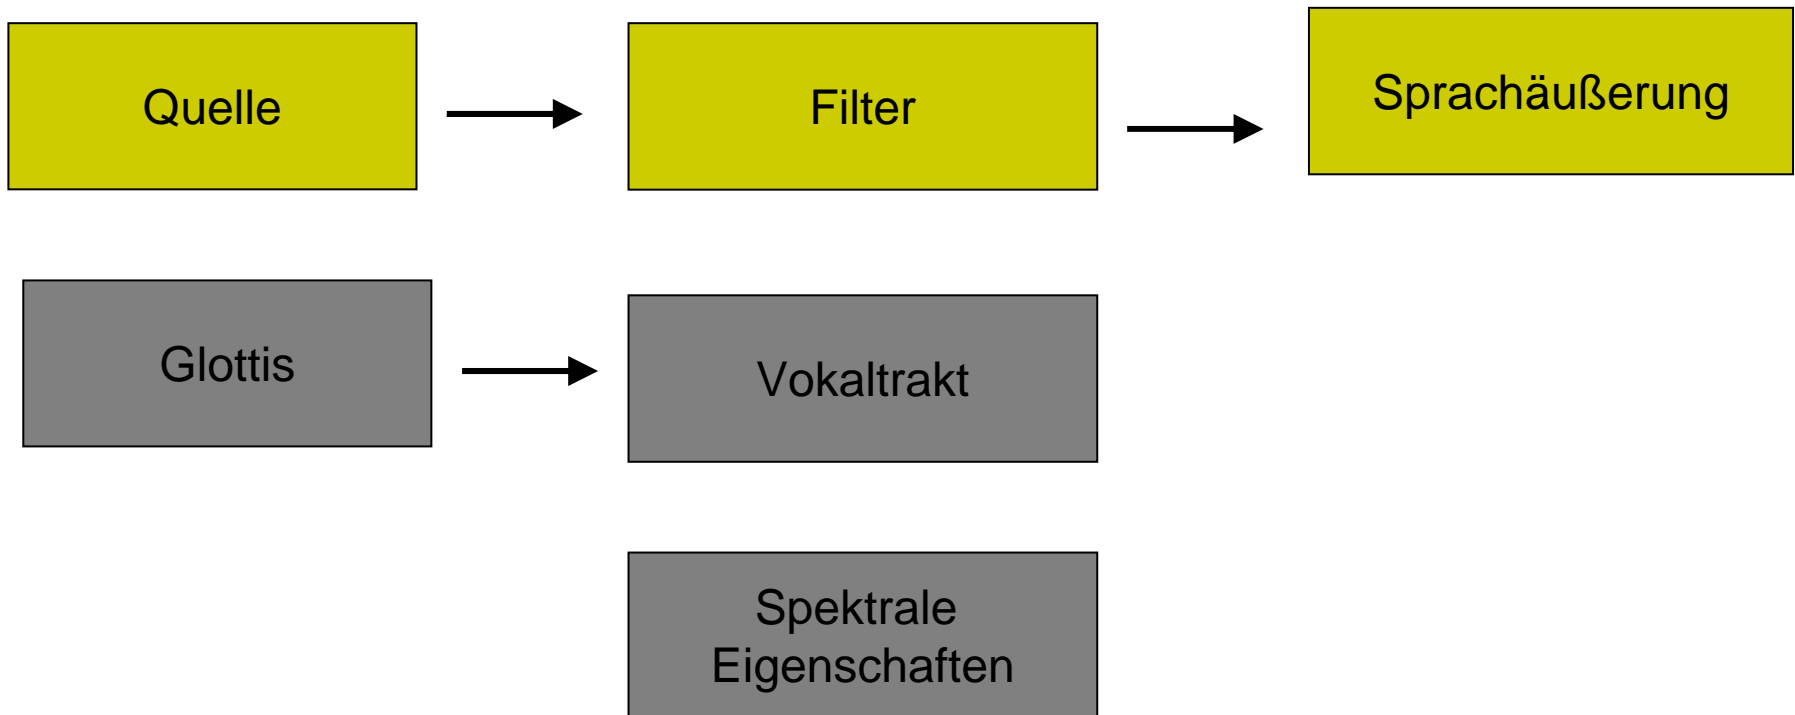 Quelle
Filter
Sprachäußerung
Glottis
Vokaltrakt
Spektrale
Eigenschaften